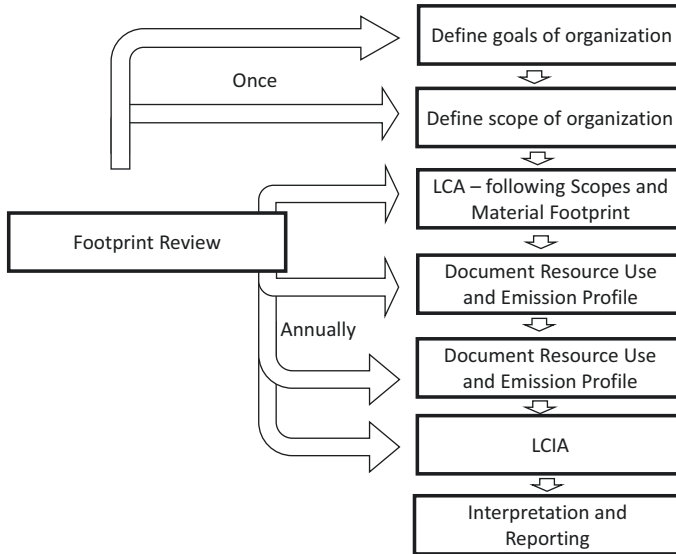 Define goals of organization
Once
Define scope of organization
LCA – following Scopes and
Material Footprint
Footprint Review
Document Resource Use
and Emission Profile
Annually
Document Resource Use
and Emission Profile
LCIA
Interpretation and
Reporting